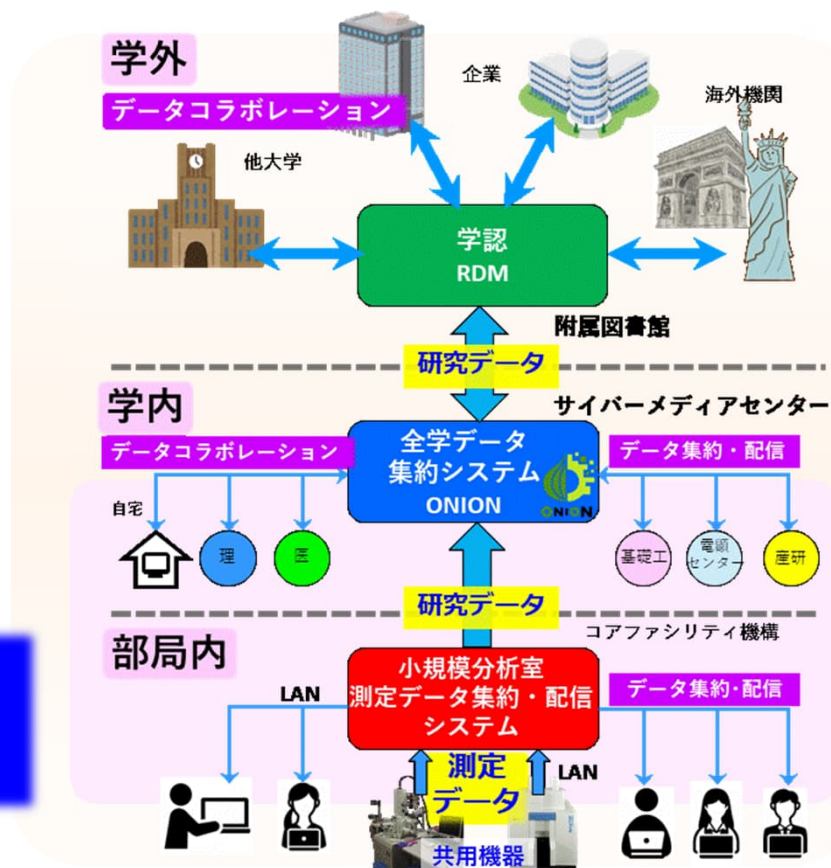 学外
企業
データコラボレーション
海外機関
他大学
学認
RDM
附属図書館
研究データ
学内
サイバーメディアセンター
データコラボレーション
全学データ
集約システム
ONION
ONION
データ集約・配信
自宅
理
医
基礎工
電顕
センター
産研
研究データ
コアファシリティ機構
部局内
小規模分析室
測定データ集約・配信
システム
データ集約・配信
LAN
測定
データ
LAN
共用機器